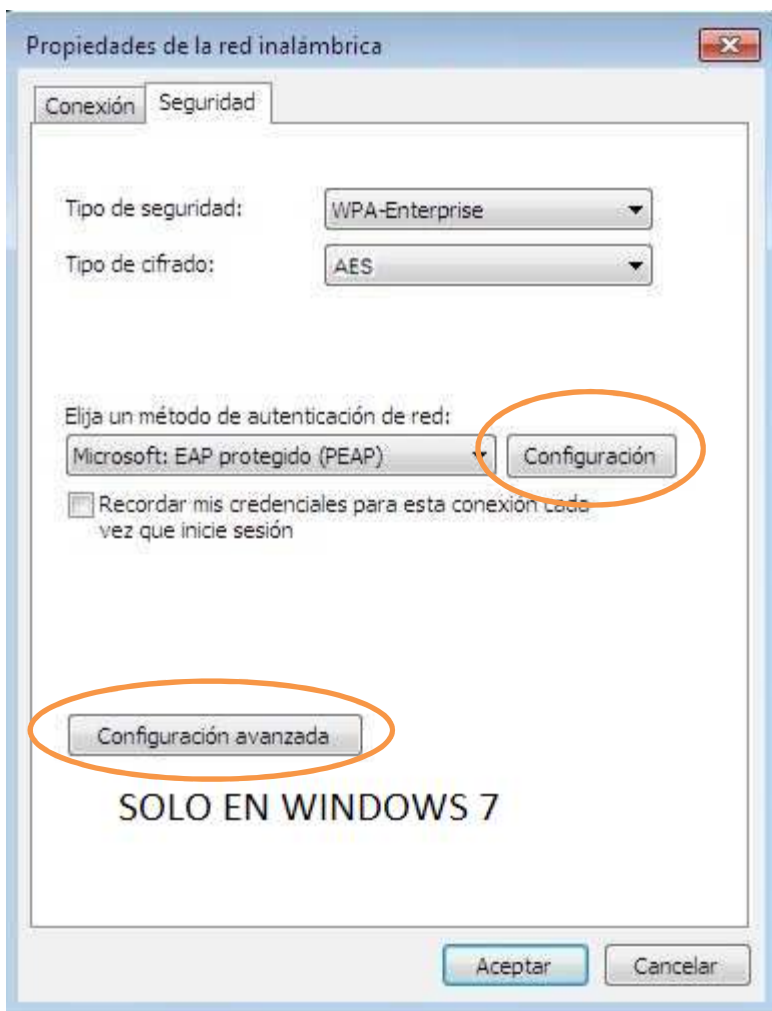 Propiedades de la red inalámbrica
Conexión
Seguridad
Tipo de seguridad:
WPA-Enterprise
Tipo de cifrado:
AES
Elija un método de autenticación de red:
Microsoft: EAP protegido (PEAP)
Configuración
Recordar mis credenciales para esta conexión cada
vez que inicie sesión
Configuración avanzada
SOLO EN WINDOWS 7
Aceptar
Cancelar